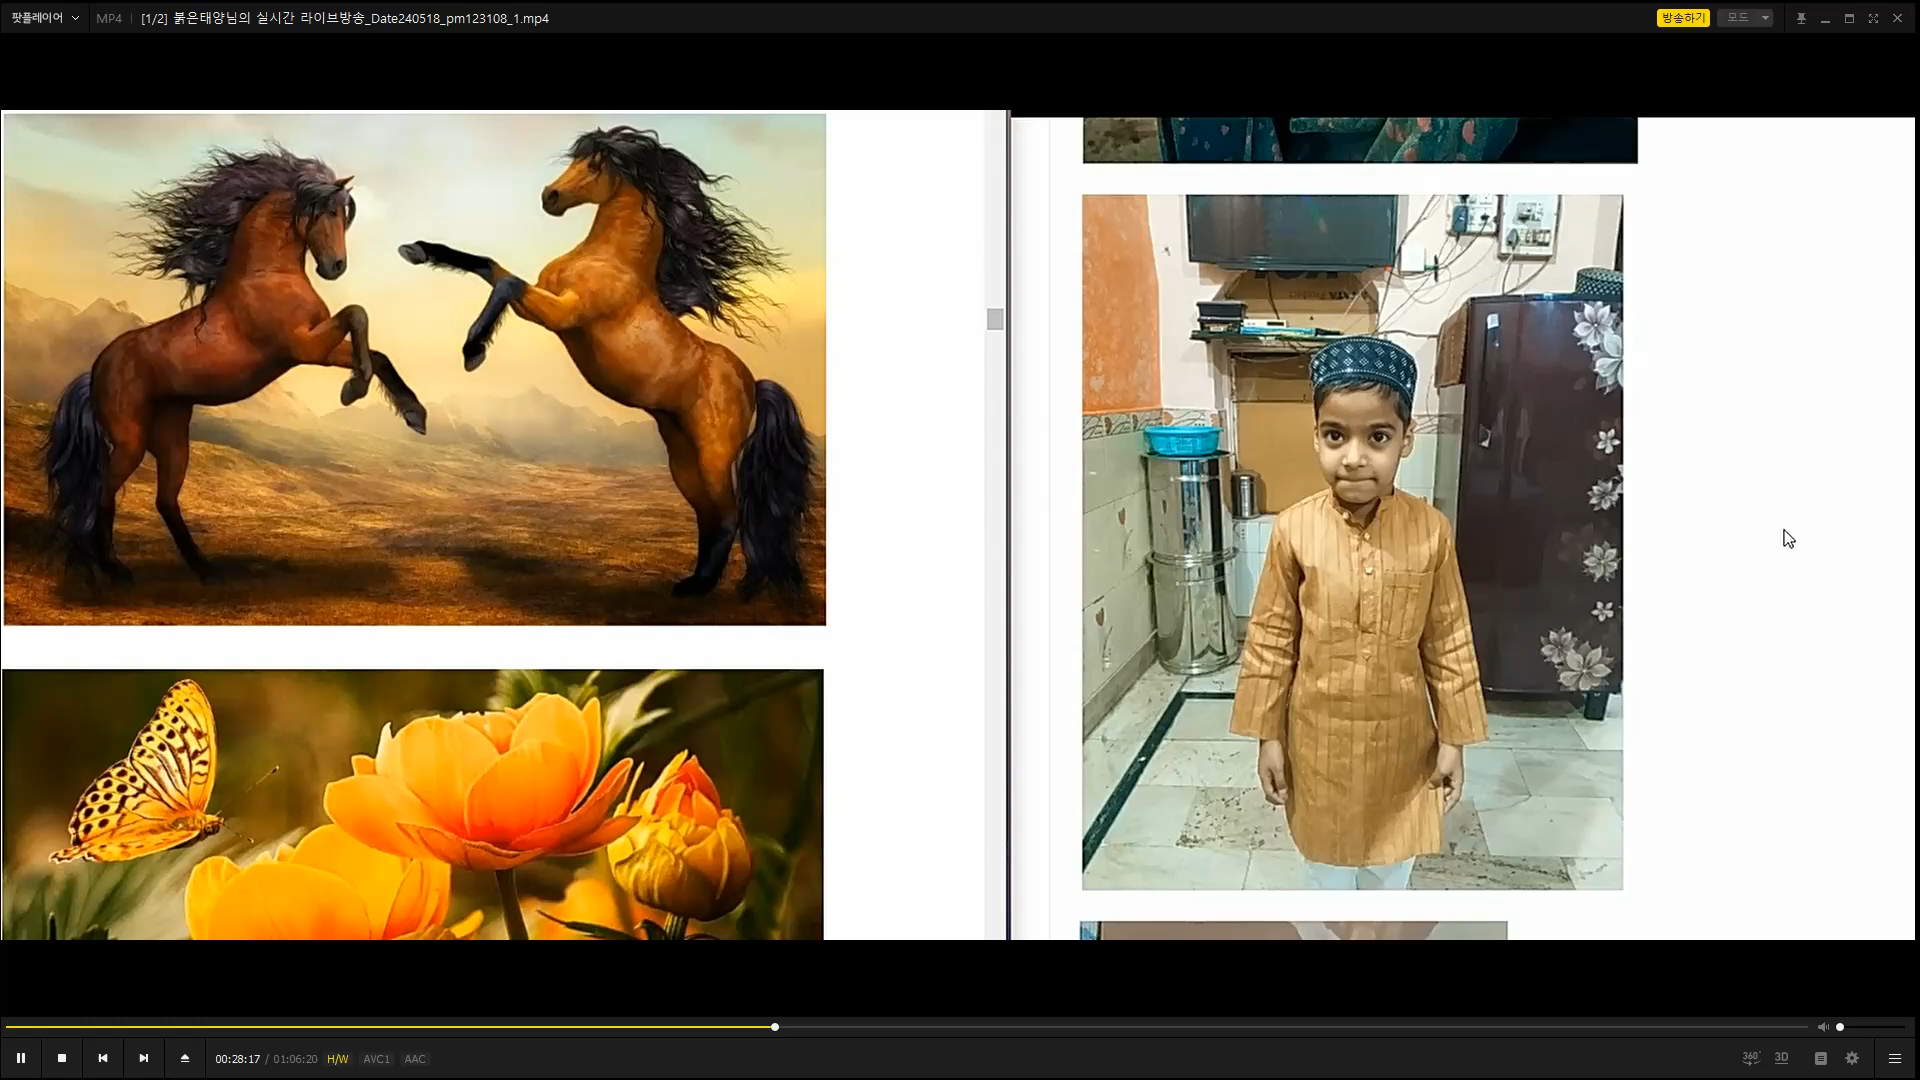 팟플레이어
MP4
[1/2] 붉은태양님의 실시간 라이브방송_Date240518_pm123108_1.mp4
방송하기
모드
00:28:17 / 01:06:20 H/W AVC1 AAC
360°
3D